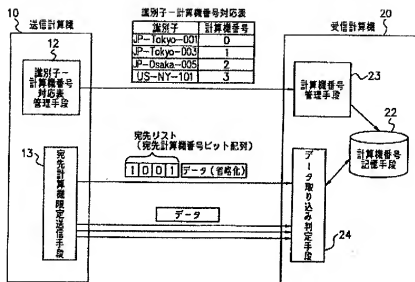 10
送信計算機
12
識別子－
計算機番号
対応表
管理手段
13
宛先計算機限定送信手段
識別子－計算機番号対応表
識別子 計算機番号
JP-Tokyo-001 0
JP-Tokyo-003 1
JP-Osaka-005 2
US-NY-101 3
宛先リスト
(宛先計算機番号ビット配列)
1 0 0 1 データ(省略化)
データ
20
受信計算機
計算機番号
管理手段
23
22
計算機番号
記憶手段
データ取り込み判定手段
24